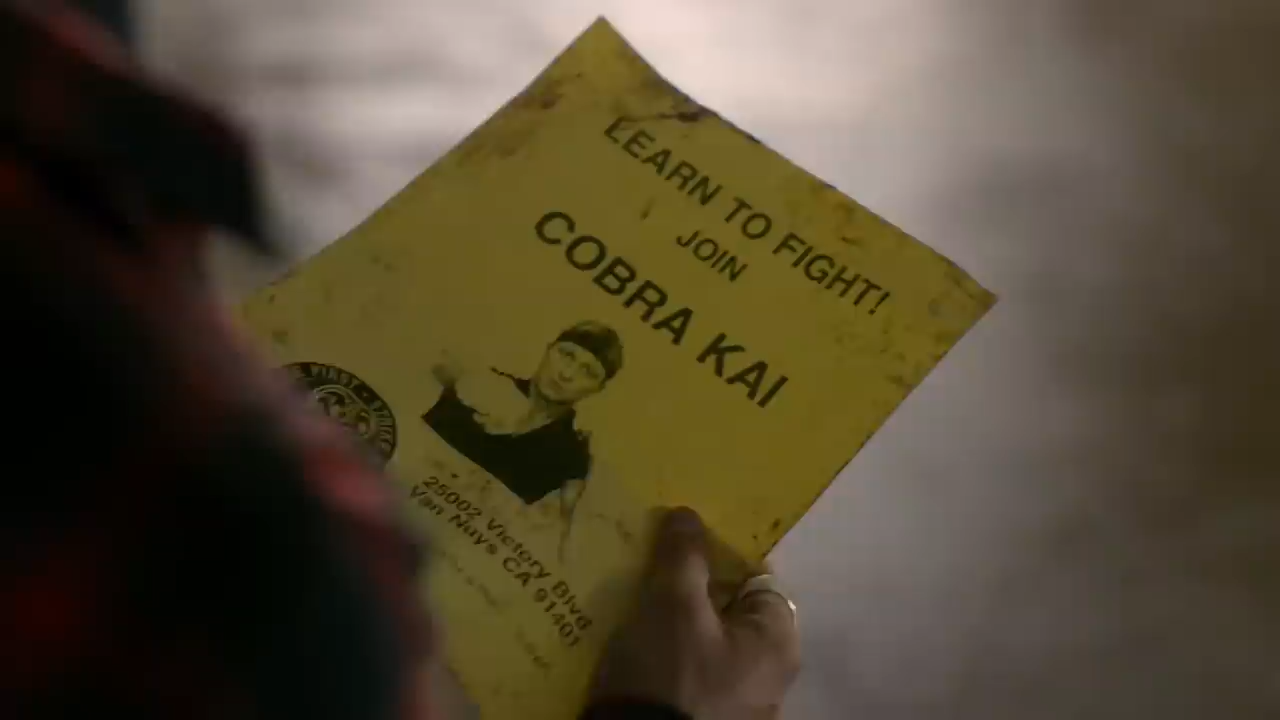 LEARN TO FIGHT!
JOIN
COBRA KAI
25002 Victory Blvd
Van Nuys CA 91401